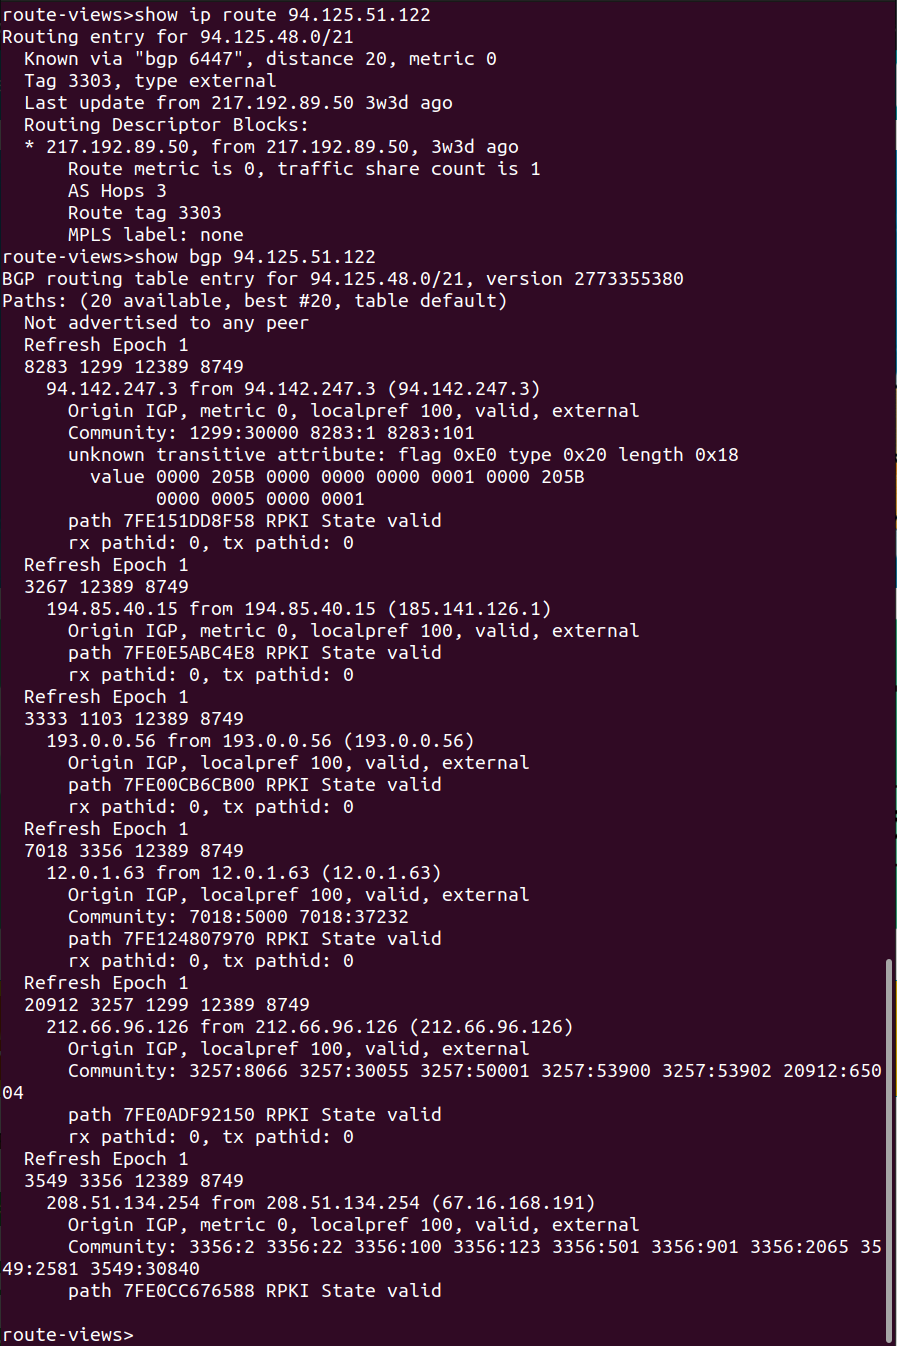 route-views>show ip route 94.125.51.122
Routing entry for 94.125.48.0/21
  Known via "bgp 6447", distance 20, metric 0
  Tag 3303, type external
  Last update from 217.192.89.50 3w3d ago
  Routing Descriptor Blocks:
  * 217.192.89.50, from 217.192.89.50, 3w3d ago
      Route metric is 0, traffic share count is 1
      AS Hops 3
      Route tag 3303
      MPLS label: none
route-views>show bgp 94.125.51.122
BGP routing table entry for 94.125.48.0/21, version 2773355380
Paths: (20 available, best #20, table default)
  Not advertised to any peer
  Refresh Epoch 1
  8283 1299 12389 8749
    94.142.247.3 from 94.142.247.3 (94.142.247.3)
      Origin IGP, metric 0, localpref 100, valid, external
      Community: 1299:30000 8283:1 8283:101
      unknown transitive attribute: flag 0xE0 type 0x20 length 0x18
        value 0000 205B 0000 0000 0000 0001 0000 205B
              0000 0005 0000 0001
      path 7FE151DD8F58 RPKI State valid
      rx pathid: 0, tx pathid: 0
  Refresh Epoch 1
  3267 12389 8749
    194.85.40.15 from 194.85.40.15 (185.141.126.1)
      Origin IGP, metric 0, localpref 100, valid, external
      path 7FE0E5ABC4E8 RPKI State valid
      rx pathid: 0, tx pathid: 0
  Refresh Epoch 1
  3333 1103 12389 8749
    193.0.0.56 from 193.0.0.56 (193.0.0.56)
      Origin IGP, localpref 100, valid, external
      path 7FE00CB6CB00 RPKI State valid
      rx pathid: 0, tx pathid: 0
  Refresh Epoch 1
  7018 3356 12389 8749
    12.0.1.63 from 12.0.1.63 (12.0.1.63)
      Origin IGP, localpref 100, valid, external
      Community: 7018:5000 7018:37232
      path 7FE124807970 RPKI State valid
      rx pathid: 0, tx pathid: 0
  Refresh Epoch 1
  20912 3257 1299 12389 8749
    212.66.96.126 from 212.66.96.126 (212.66.96.126)
      Origin IGP, localpref 100, valid, external
      Community: 3257:8066 3257:30055 3257:50001 3257:53900 3257:53902 20912:650
04
      path 7FE0ADF92150 RPKI State valid
      rx pathid: 0, tx pathid: 0
  Refresh Epoch 1
  3549 3356 12389 8749
    208.51.134.254 from 208.51.134.254 (67.16.168.191)
      Origin IGP, metric 0, localpref 100, valid, external
      Community: 3356:2 3356:22 3356:100 3356:123 3356:501 3356:901 3356:2065 35
49:2581 3549:30840
      path 7FE0CC676588 RPKI State valid

route-views>